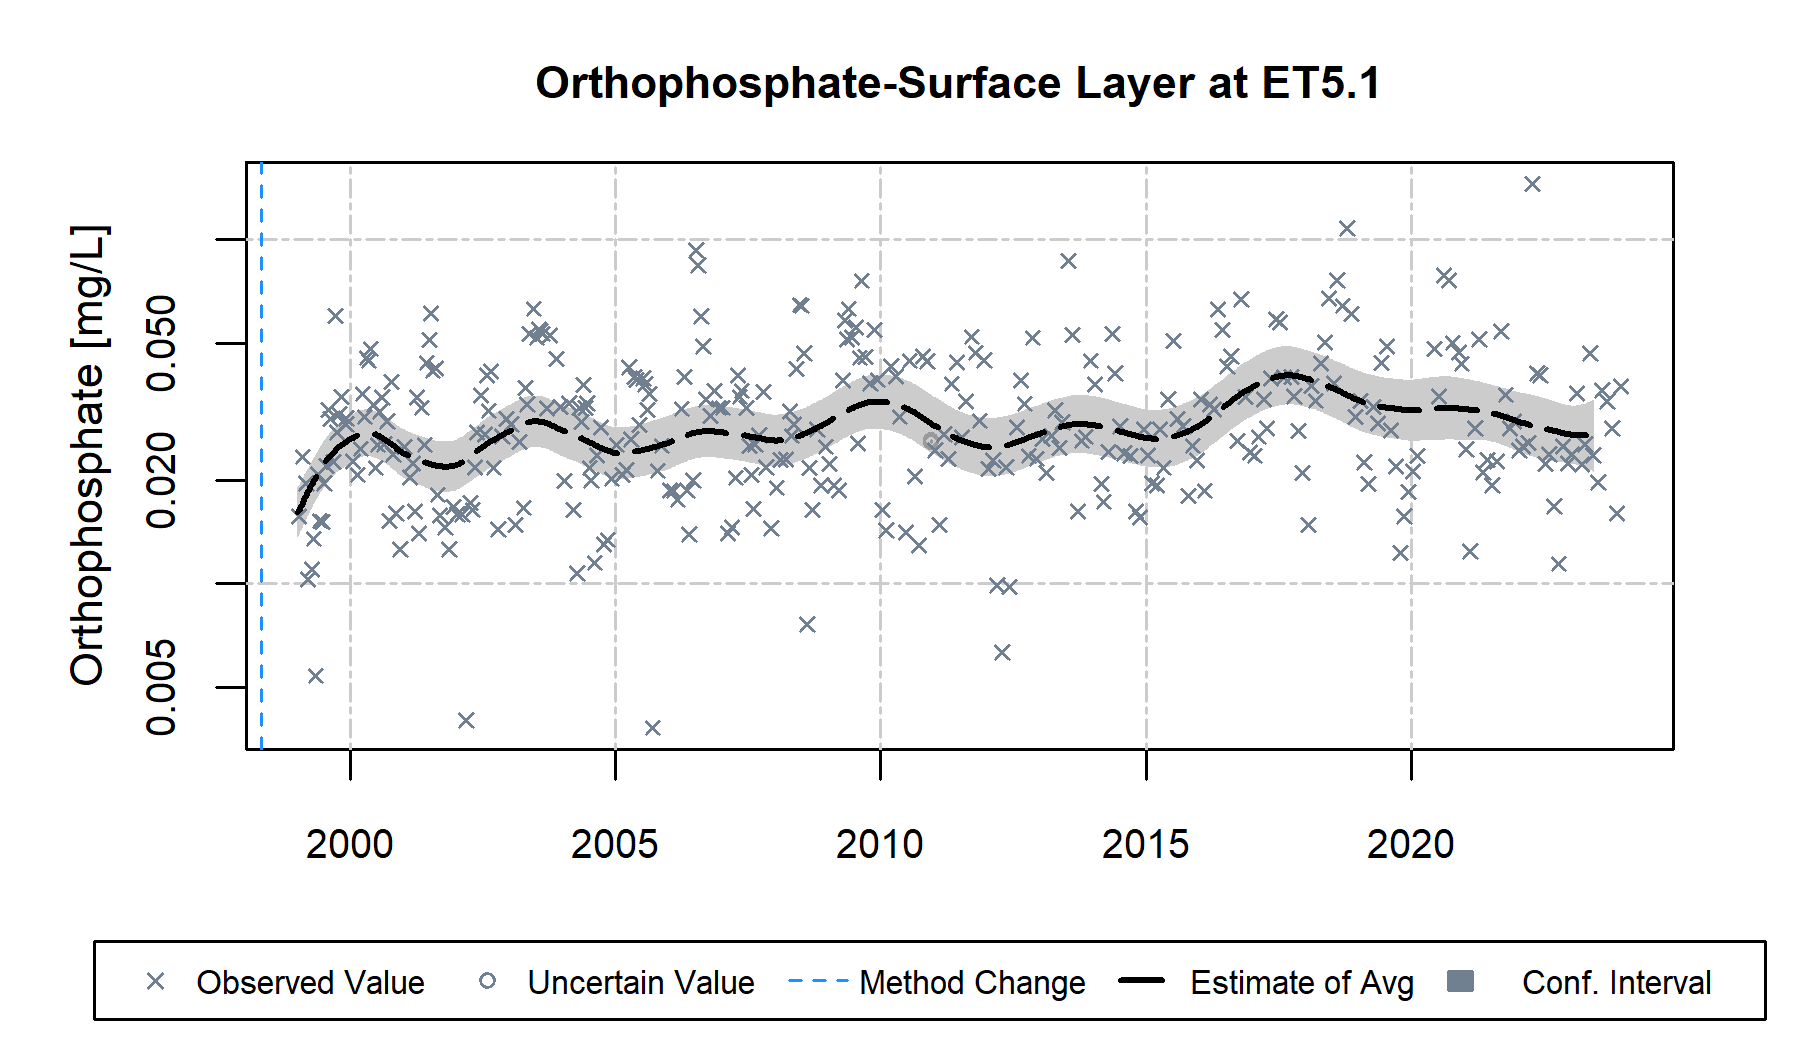 Orthophosphate-Surface Layer at ET5.1
Orthophosphate [mg/L]
0.050
0.020
0.005
2000 2005 2010 2015 2020
Observed Value Uncertain Value Method Change Estimate of Avg Conf. Interval